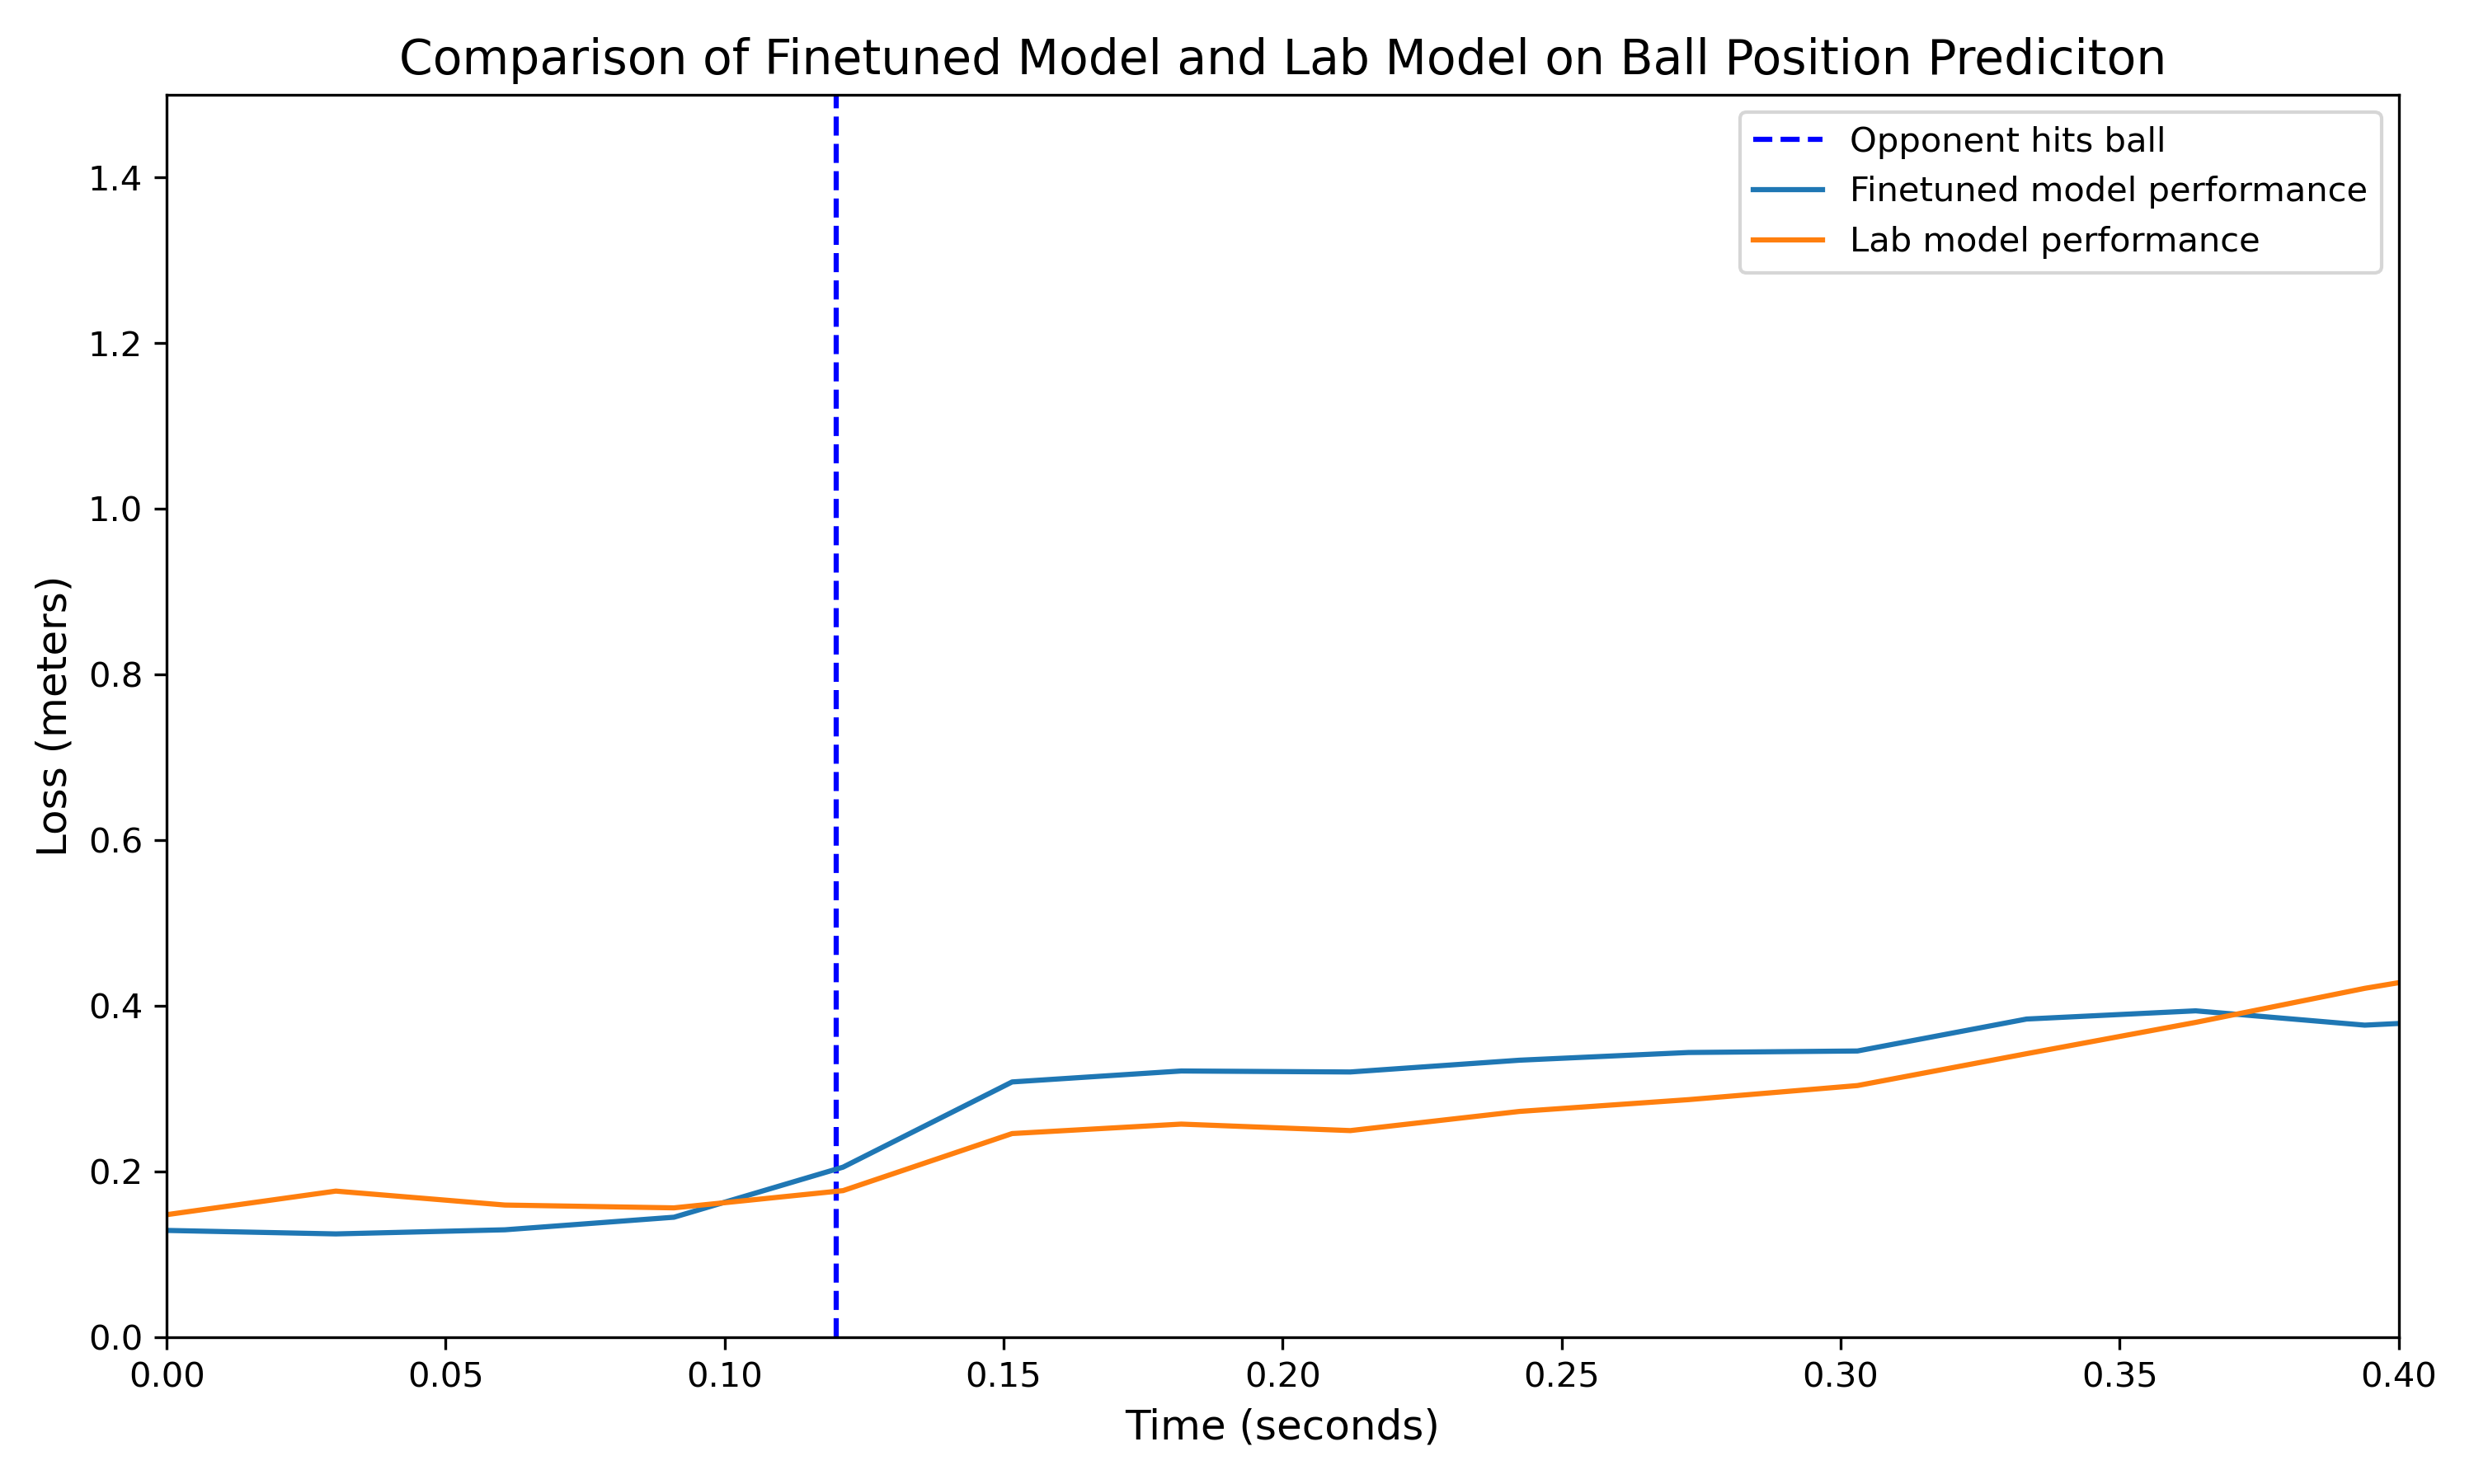 Comparison of Finetuned Model and Lab Model on Ball Position Prediciton
Opponent hits ball
Finetuned model performance
Lab model performance
Loss (meters)
1.4
1.2
1.0
0.8
0.6
0.4
0.2
0.0
0.00 0.05 0.10 0.15 0.20 0.25 0.30 0.35 0.40
Time (seconds)